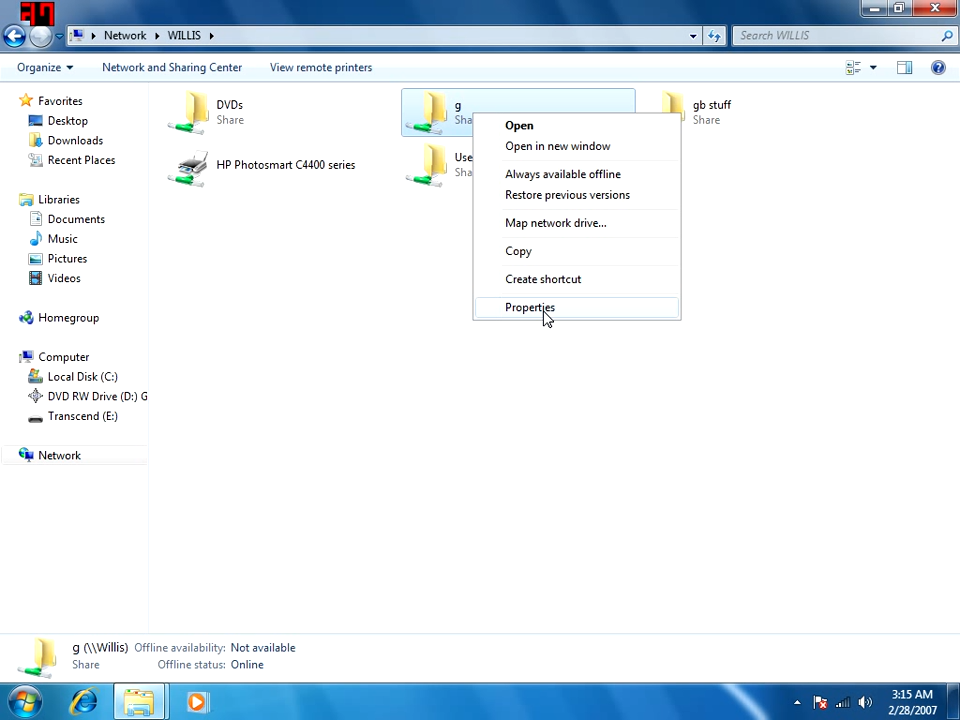 Network
WILLIS
Search WILLIS
Organize
Network and Sharing Center
View remote printers
Favorites
Desktop
Downloads
Recent Places
Libraries
Documents
Music
Pictures
Videos
Homegroup
Computer
Local Disk (C:)
DVD RW Drive (D:) G
Transcend (E:)
Network
DVDs
Share
g
Sha
gb stuff
Share
HP Photosmart C4400 series
Use
Sha
Open
Open in new window
Always available offline
Restore previous versions
Map network drive...
Copy
Create shortcut
Properties
g (\\Willis)
Offline availability: Not available
Share
Offline status: Online
3:15 AM
2/28/2007